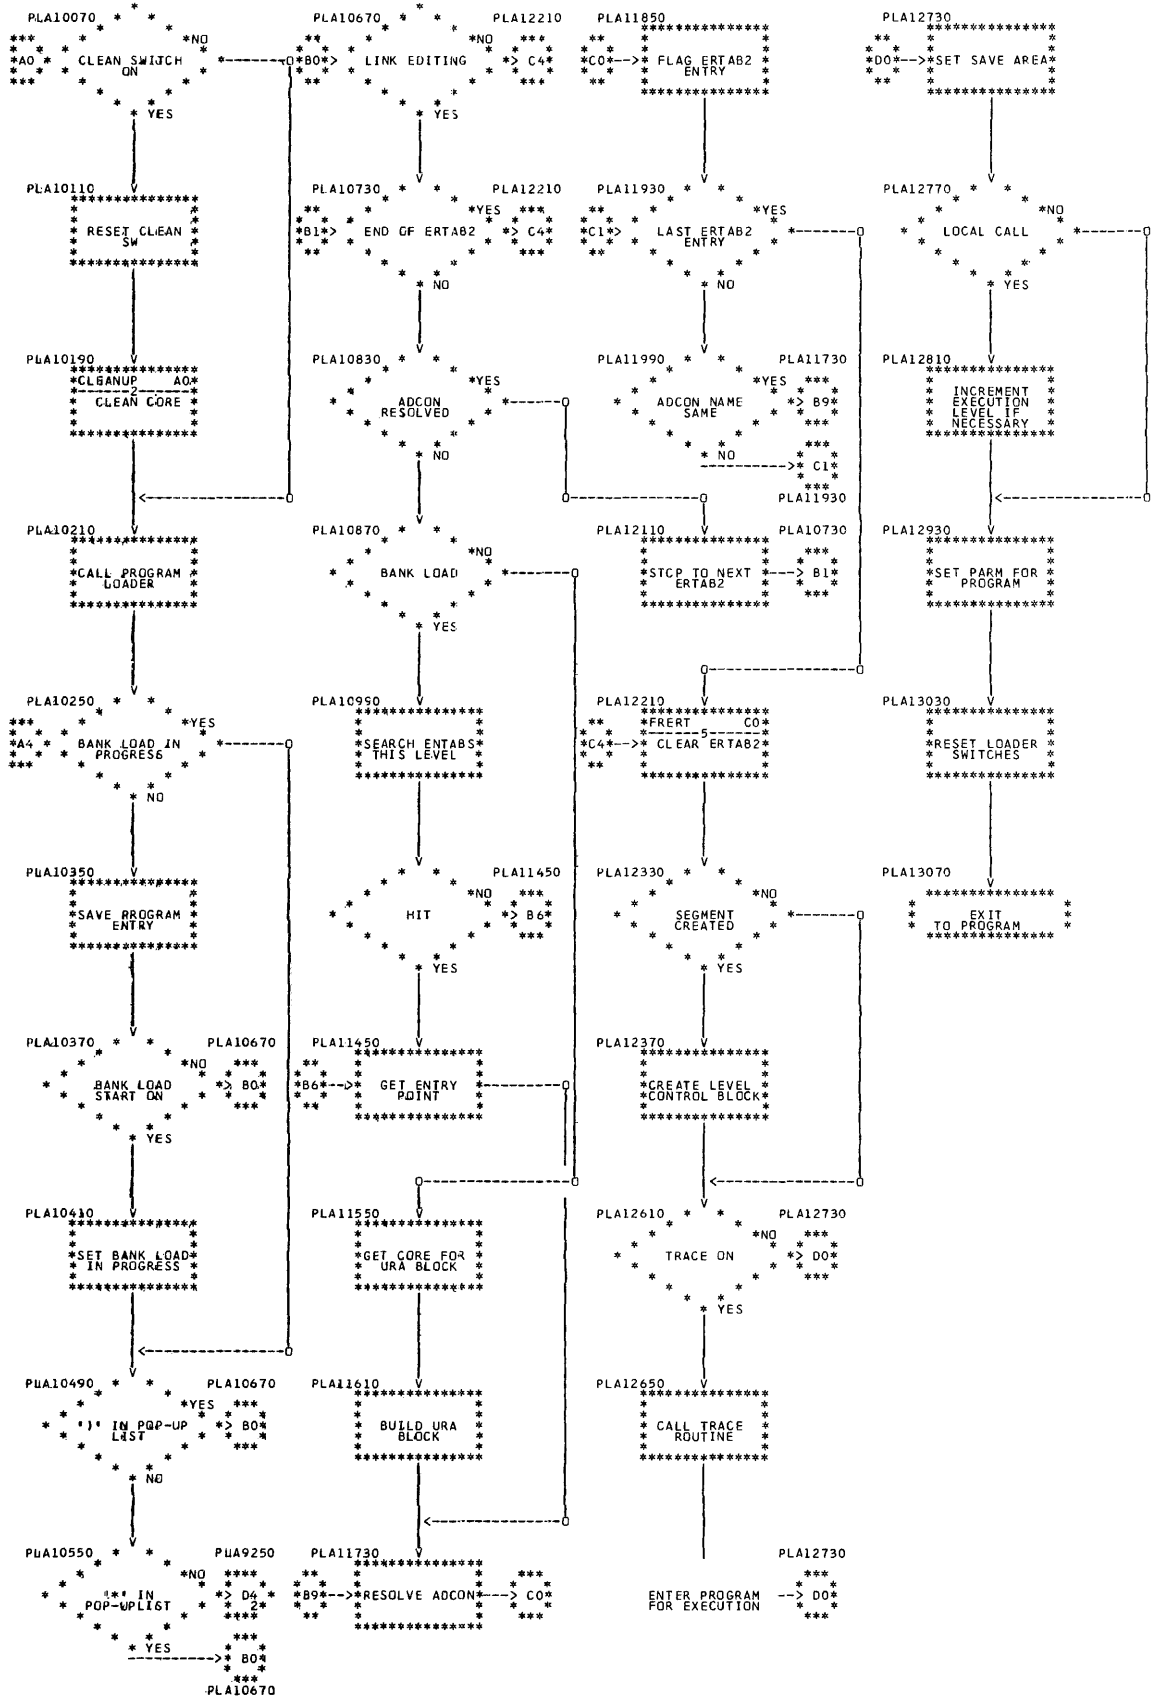 PLA10070
A0
CLEAN SWITCH
ON
NO
YES
PLA10110
RESET CLEAN
SW
PLA10190
CLEANUP A0
2
CLEAN CORE
PLA10210
CALL PROGRAM
LOADER
PLA10250
A4
BANK LOAD IN
PROGRESS
YES
NO
PLA10350
SAVE PROGRAM
ENTRY
PLA10370
BANK LOAD
START ON
NO
PLA10670
B0
YES
PLA10410
SET BANK LOAD
IN PROGRESS
PLA10490
")" IN POP-UP
LIST
YES
PLA10670
B0
NO
PLA10550
"*" IN
POP-UPLIST
NO
PLA9250
D4
2
YES
B0
PLA10670
PLA10670
B0
LINK EDITING
NO
PLA12210
C4
YES
PLA10730
B1
END OF ERTAB2
YES
PLA12210
C4
NO
PLA10830
ADCON
RESOLVED
YES
NO
PLA10870
BANK LOAD
NO
YES
PLA10990
SEARCH ENTABS
THIS LEVEL
HIT
NO
PLA11450
B6
YES
PLA11450
B6
GET ENTRY
POINT
PLA11550
GET CORE FOR
URA BLOCK
PLA11610
BUILD URA
BLOCK
PLA11730
B9
RESOLVE ADCON
C0
PLA11850
C0
FLAG ERTAB2
ENTRY
PLA11930
C1
LAST ERTAB2
ENTRY
YES
NO
PLA11990
ADCON NAME
SAME
YES
PLA11730
B9
NO
C1
PLA11930
PLA12110
STCP TO NEXT
ERTAB2
PLA10730
B1
PLA12210
C4
FRERT C0
5
CLEAR ERTAB2
PLA12330
SEGMENT
CREATED
NO
YES
PLA12370
CREATE LEVEL
CONTROL BLOCK
PLA12610
TRACE ON
NO
PLA12730
D0
YES
PLA12650
CALL TRACE
ROUTINE
ENTER PROGRAM
FOR EXECUTION
PLA12730
D0
PLA12730
D0
SET SAVE AREA
PLA12770
LOCAL CALL
NO
YES
PLA12810
INCREMENT
EXECUTION
LEVEL IF
NECESSARY
PLA12930
SET PARM FOR
PROGRAM
PLA13030
RESET LOADER
SWITCHES
PLA13070
EXIT
TO PROGRAM